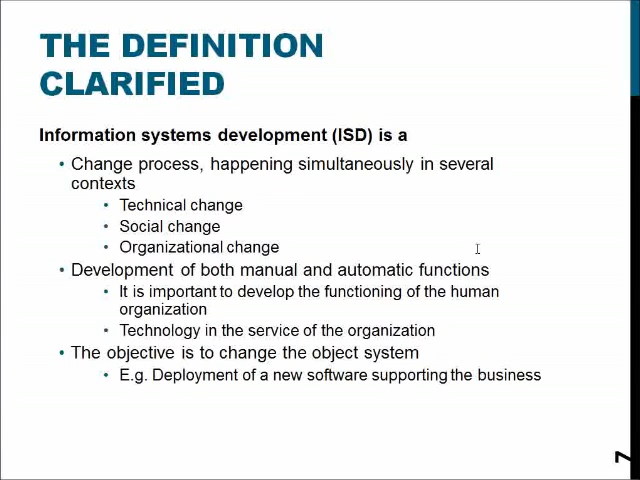 THE DEFINITION
CLARIFIED
Information systems development (ISD) is a
• Change process, happening simultaneously in several
contexts
• Technical change
• Social change
• Organizational change
• Development of both manual and automatic functions
• It is important to develop the functioning of the human
organization
• Technology in the service of the organization
• The objective is to change the object system
• E.g. Deployment of a new software supporting the business
7